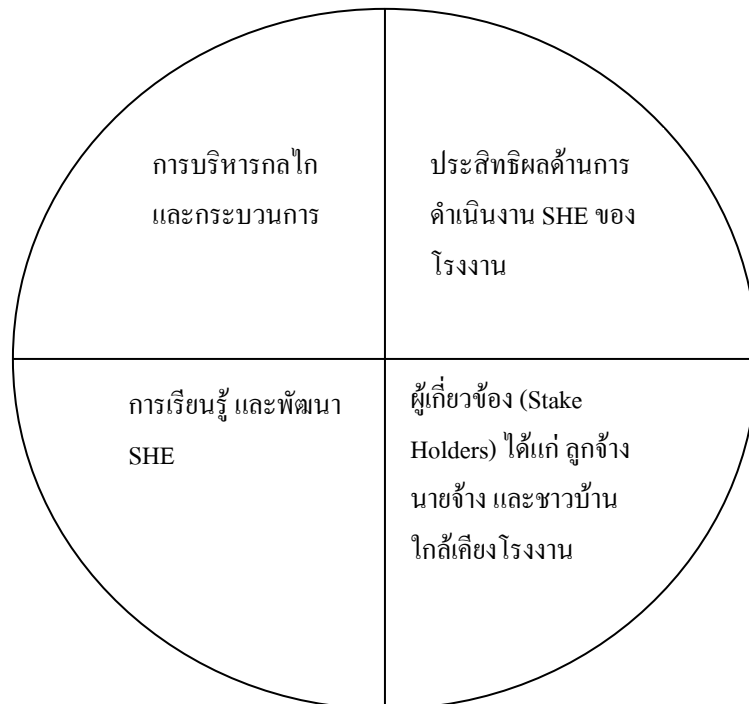 การบริหารกลไก
และกระบวนการ
ประสิทธิผลด้านการ
ดำเนินงาน SHE ของ
โรงงาน
การเรียนรู้ และพัฒนา
SHE
ผู้เกี่ยวข้อง (Stake
Holders) ได้แก่ ลูกจ้าง
นายจ้าง และชาวบ้าน
ใกล้เคียงโรงงาน